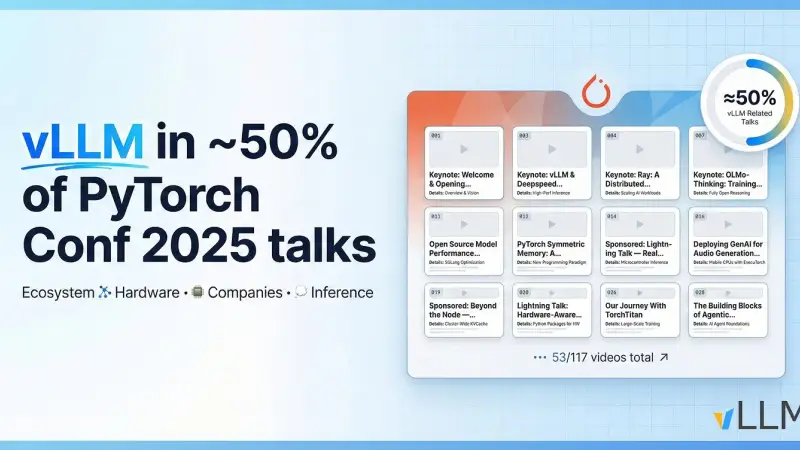 vLLM in ~50%
of PyTorch
Conf 2025 talks
Ecosystem • Hardware • Companies • Inference
≈50%
vLLM Related
Talks
001
Keynote: Welcome
& Opening...
Details: Overview & Vision
003
Keynote: vLLM &
Deepspeed...
Details: High-Perf Inference
004
Keynote: Ray: A
Distributed...
Details: Scaling AI Workloads
007
Keynote: OLMo-
Thinking: Training...
Details: Fully Open Reasoning
011
Open Source Model
Performance...
Details: SGLang Optimization
013
PyTorch Symmetric
Memory: A...
Details: New Programming Paradigm
014
Sponsored: Lightn-
ing Talk — Real...
Details: Microcontroller Inference
016
Deploying GenAI for
Audio Generation...
Details: Mobile CPUs with ExecuTorch
019
Sponsored: Beyond
the Node —...
Details: Cluster-Wide KVCache
020
Lightning Talk:
Hardware-Aware...
Details: Python Packages for HW
026
Our Journey With
TorchTitan
Details: Large-Scale Training
028
The Building Blocks
of Agentic...
Details: AI Agent Foundations
••• 53/117 videos total ↗
vLLM